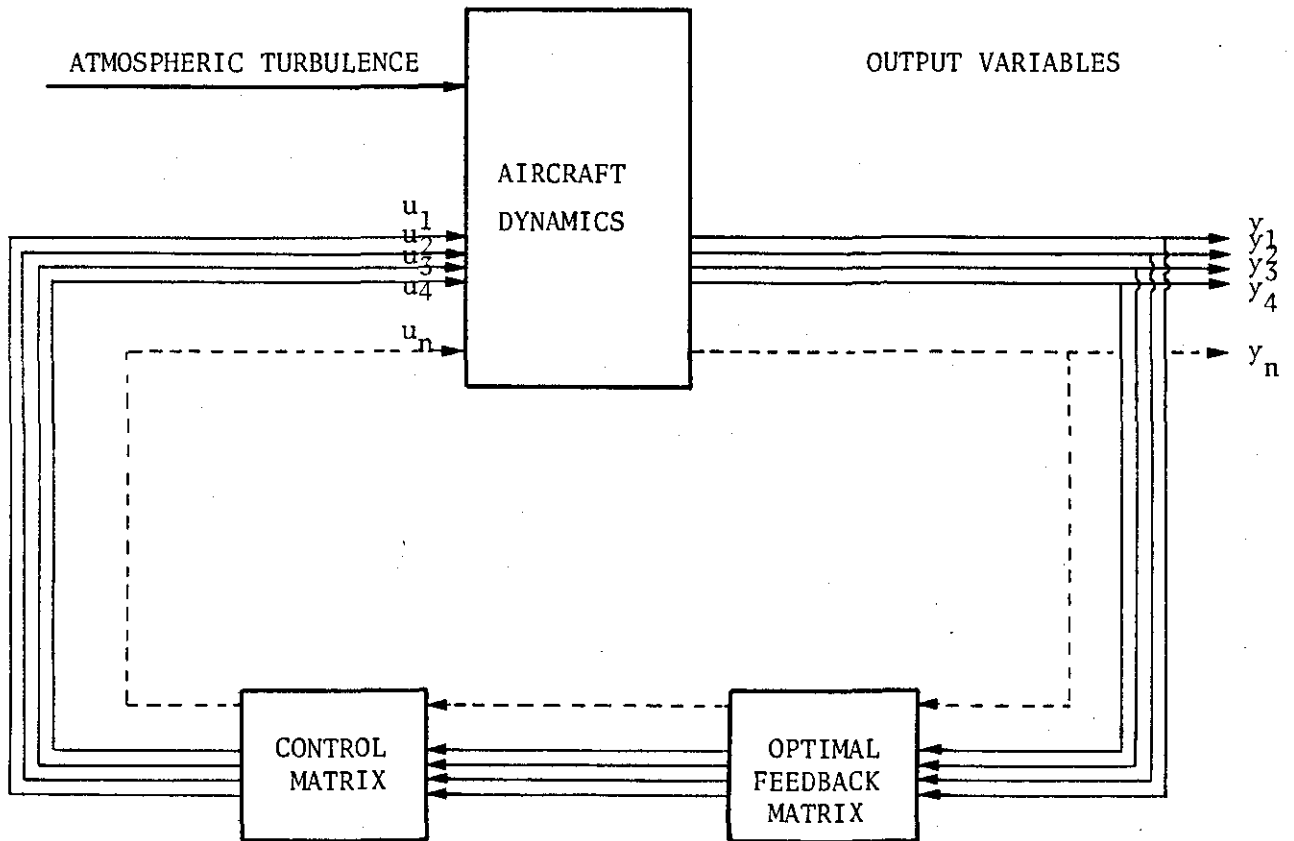 ATMOSPHERIC TURBULENCE
OUTPUT VARIABLES
AIRCRAFT
DYNAMICS
u1
u2
u3
u4
un
y1
y2
y3
y4
yn
CONTROL
MATRIX
OPTIMAL
FEEDBACK
MATRIX